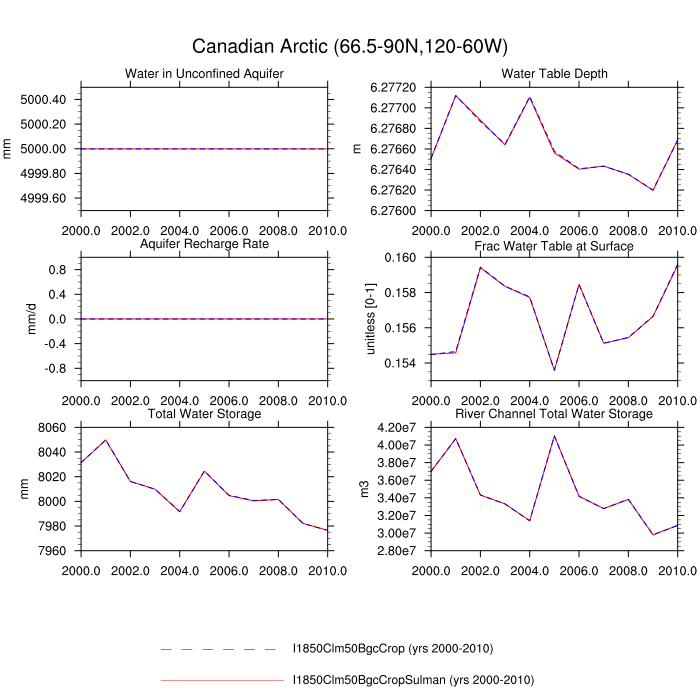 Canadian Arctic (66.5-90N,120-60W)
Water in Unconfined Aquifer
mm
5000.40
5000.20
5000.00
4999.80
4999.60
2000.0 2002.0 2004.0 2006.0 2008.0 2010.0
Water Table Depth
m
6.27720
6.27700
6.27680
6.27660
6.27640
6.27620
6.27600
2000.0 2002.0 2004.0 2006.0 2008.0 2010.0
Aquifer Recharge Rate
mm/d
0.8
0.4
0.0
-0.4
-0.8
2000.0 2002.0 2004.0 2006.0 2008.0 2010.0
Frac Water Table at Surface
unitless [0-1]
0.160
0.158
0.156
0.154
2000.0 2002.0 2004.0 2006.0 2008.0 2010.0
Total Water Storage
mm
8060
8040
8020
8000
7980
7960
2000.0 2002.0 2004.0 2006.0 2008.0 2010.0
River Channel Total Water Storage
m3
4.20e7
4.00e7
3.80e7
3.60e7
3.40e7
3.20e7
3.00e7
2.80e7
2000.0 2002.0 2004.0 2006.0 2008.0 2010.0
I1850Clm50BgcCrop (yrs 2000-2010)
I1850Clm50BgcCropSulman (yrs 2000-2010)